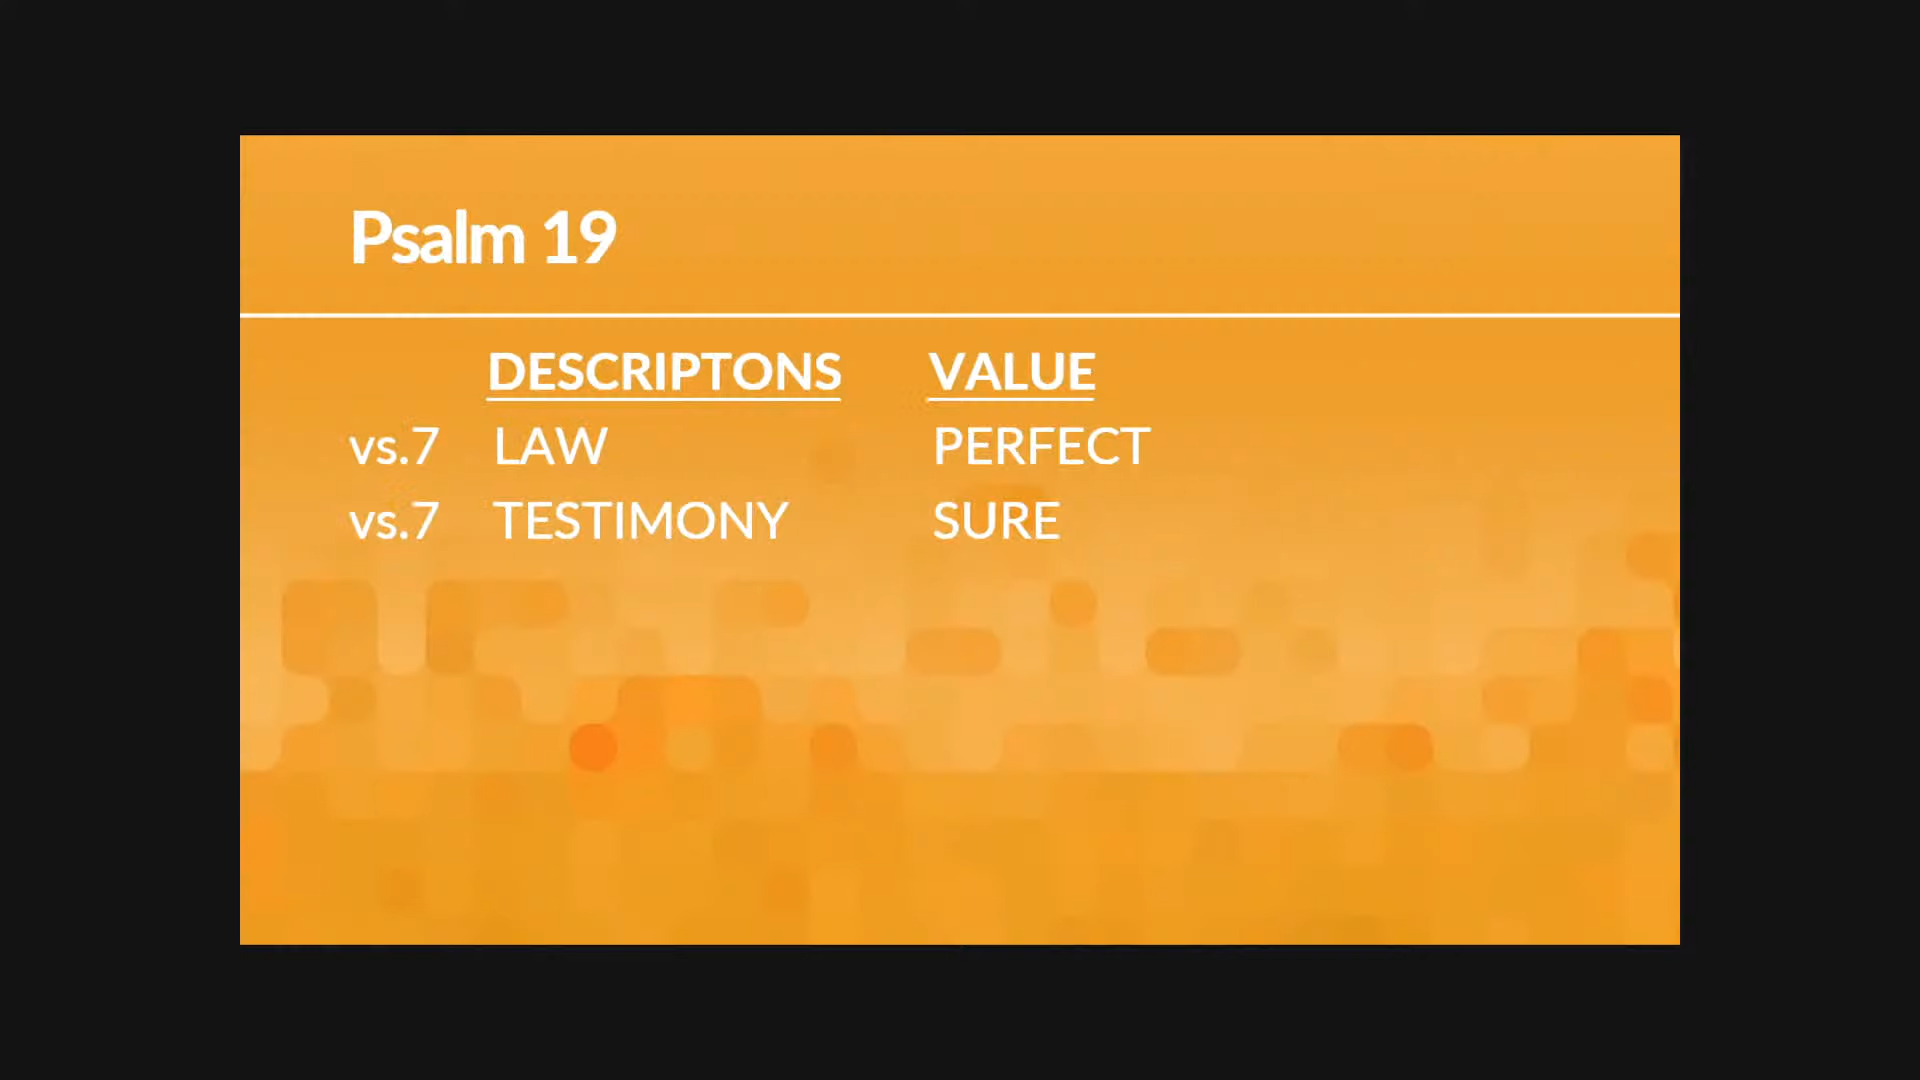 Psalm 19
DESCRIPTONS VALUE
vs.7 LAW PERFECT
vs.7 TESTIMONY SURE